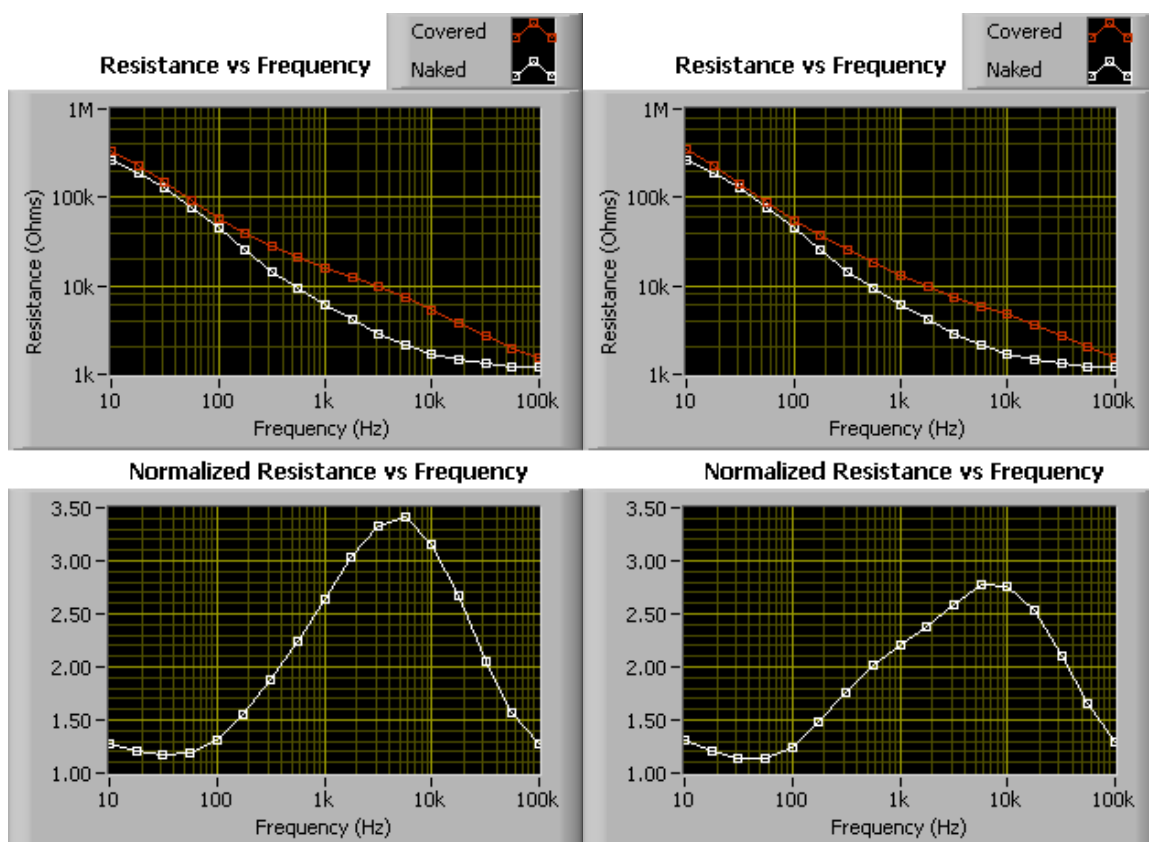 Covered
Naked
Resistance vs Frequency
1M
100k
10k
1k
Resistance (Ohms)
10 100 1k 10k 100k
Frequency (Hz)
Covered
Naked
Resistance vs Frequency
1M
100k
10k
1k
Resistance (Ohms)
10 100 1k 10k 100k
Frequency (Hz)
Normalized Resistance vs Frequency
3.50
3.00
2.50
2.00
1.50
1.00
10 100 1k 10k 100k
Frequency (Hz)
Normalized Resistance vs Frequency
3.50
3.00
2.50
2.00
1.50
1.00
10 100 1k 10k 100k
Frequency (Hz)